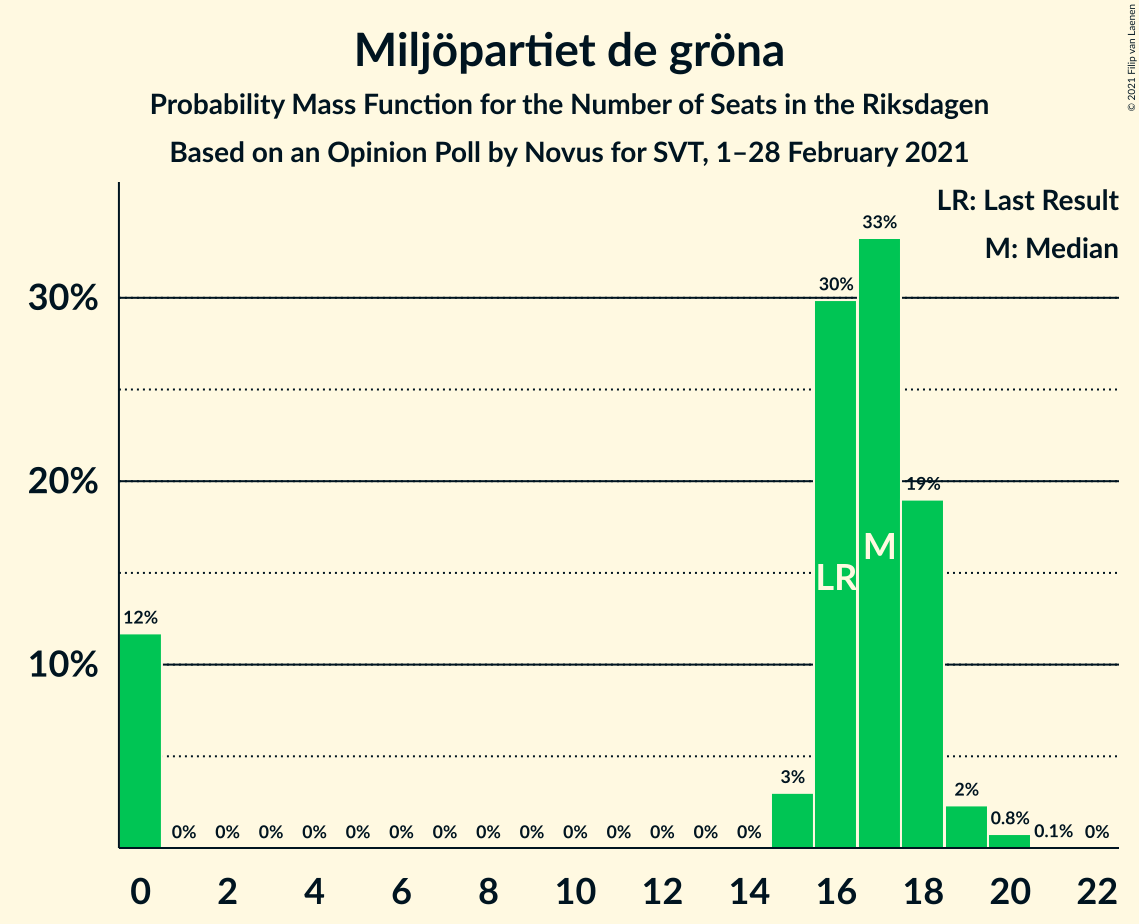 Miljöpartiet de gröna
Probability Mass Function for the Number of Seats in the Riksdagen
Based on an Opinion Poll by Novus for SVT, 1–28 February 2021
© 2021 Filip van Laenen
LR: Last Result
M: Median
33%
30%
30%
20%
19%
M
LR
12%
10%
3%
2%
0.8%
0% 0% 0% 0% 0% 0% 0% 0% 0% 0% 0% 0% 0% 0% 0.1% 0%
0 2 4 6 8 10 12 14 16 18 20 22